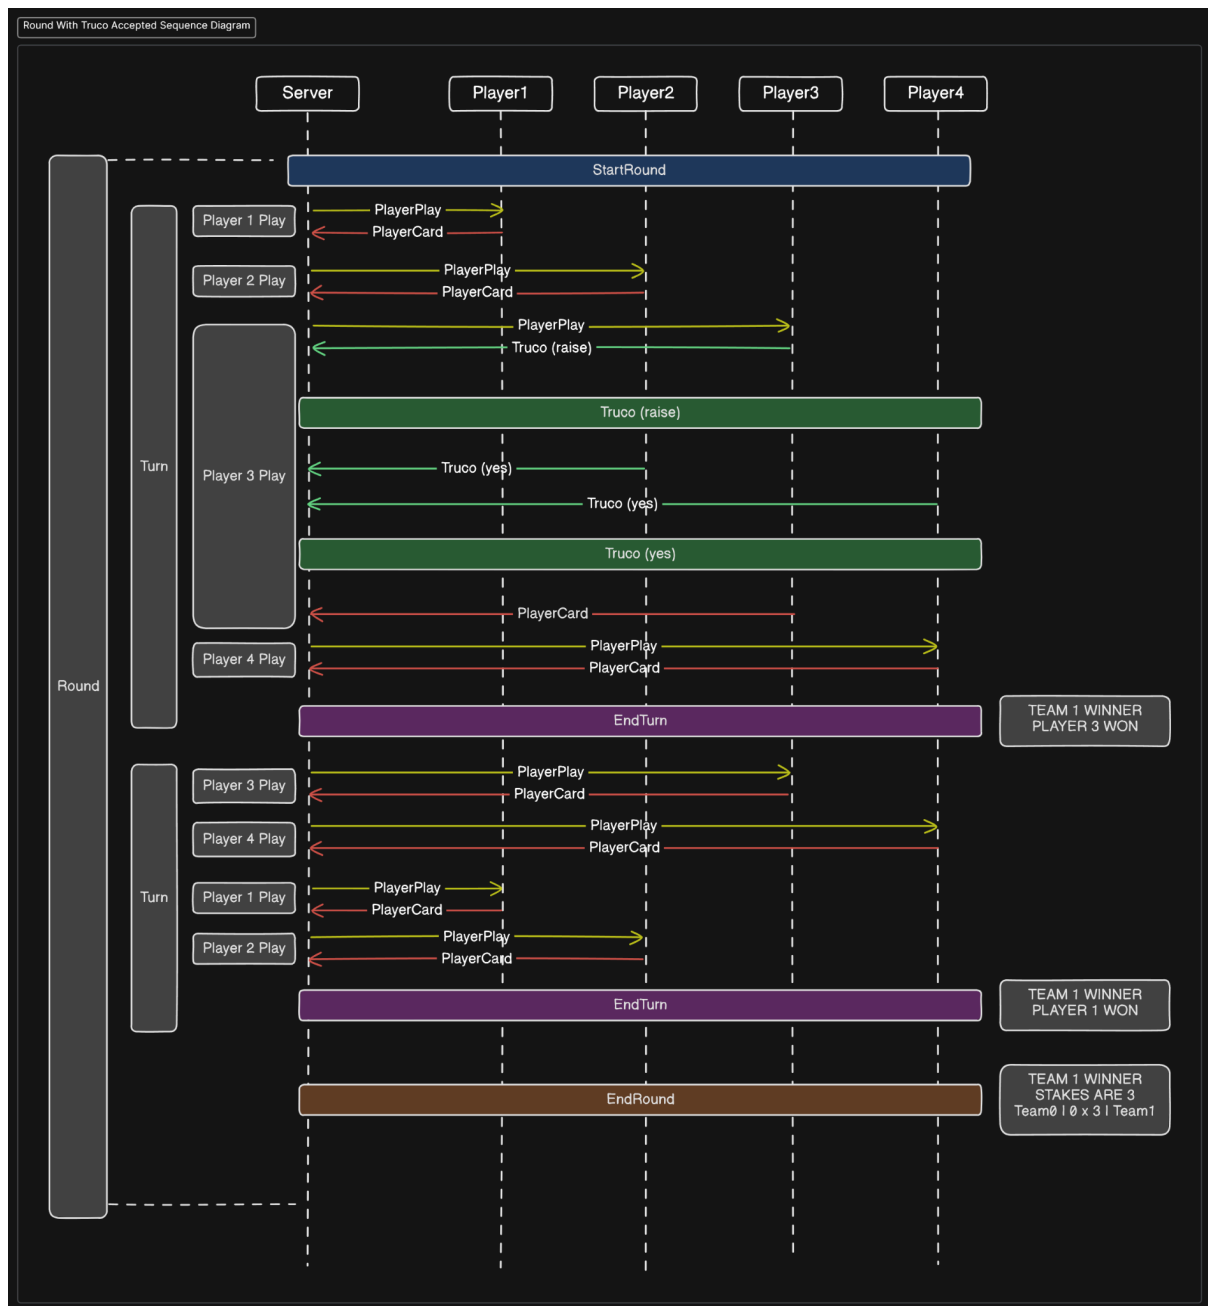 Round With Truco Accepted Sequence Diagram
Server
Player1
Player2
Player3
Player4
StartRound
Player 1 Play
PlayerPlay
PlayerCard
Player 2 Play
PlayerPlay
PlayerCard
PlayerPlay
Truco (raise)
Truco (raise)
Turn
Player 3 Play
Truco (yes)
Truco (yes)
Truco (yes)
PlayerCard
Player 4 Play
PlayerPlay
PlayerCard
Round
EndTurn
TEAM 1 WINNER
PLAYER 3 WON
Player 3 Play
PlayerPlay
PlayerCard
Player 4 Play
PlayerPlay
PlayerCard
Turn
Player 1 Play
PlayerPlay
PlayerCard
Player 2 Play
PlayerPlay
PlayerCard
EndTurn
TEAM 1 WINNER
PLAYER 1 WON
EndRound
TEAM 1 WINNER
STAKES ARE 3
Team0 | 0 x 3 | Team1